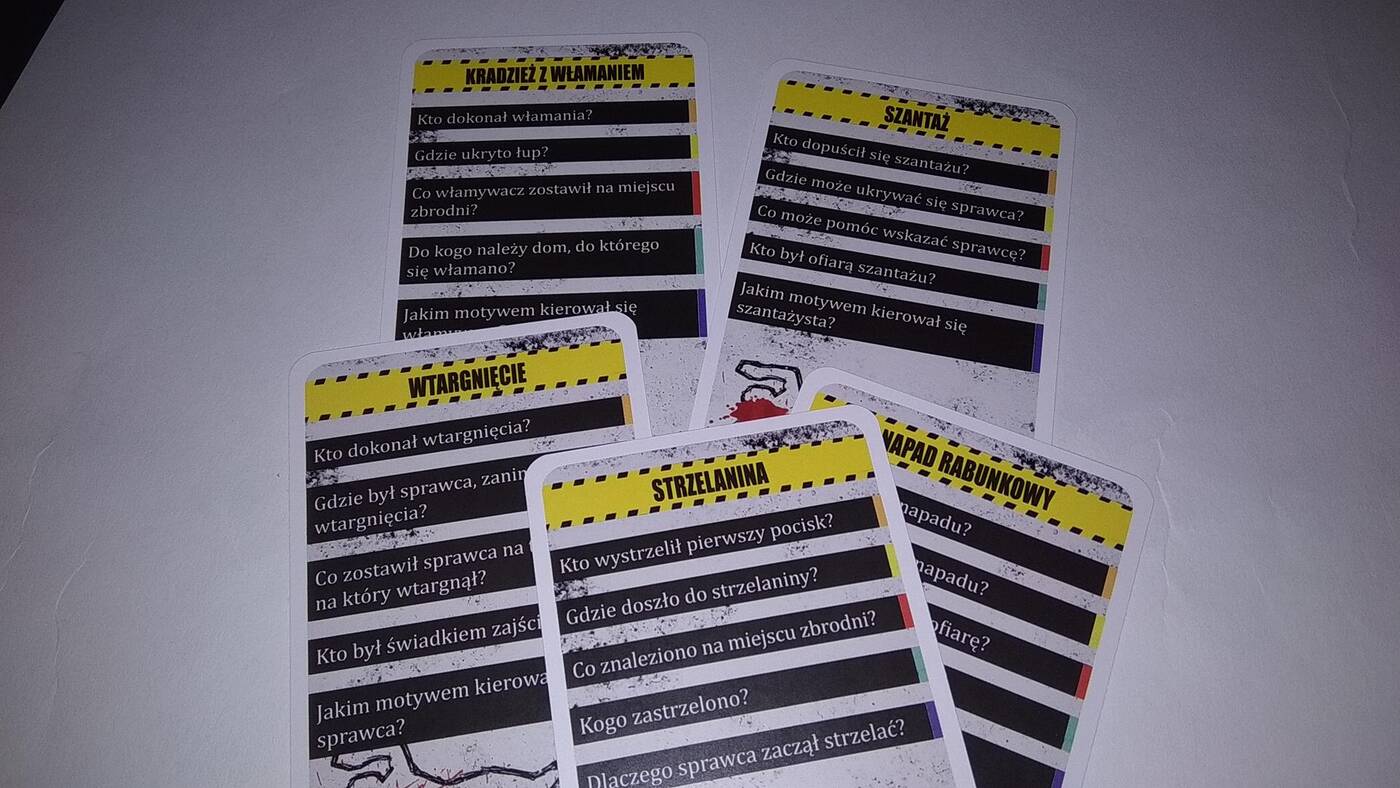 KRADZIEŻ Z WŁAMANIEM
Kto dokonał włamania?
Gdzie ukryto łup?
Co włamywacz zostawił na miejscu
zbrodni?
Do kogo należy dom, do którego
się włamano?
Jakim motywem kierował się
SZANTAŻ
Kto dopuścił się szantażu?
Gdzie może ukrywać się sprawca?
Co może pomóc wskazać sprawcę?
Kto był ofiarą szantażu?
Jakim motywem kierował się
szantażysta?
WTARGNIĘCIE
Kto dokonał wtargnięcia?
Gdzie był sprawca, zanim
wtargnięcia?
Co zostawił sprawca na
na który wtargnął?
Kto był świadkiem
Jakim motywem
sprawca?
STRZELANINA
Kto wystrzelił pierwszy pocisk?
Gdzie doszło do strzelaniny?
Co znaleziono na miejscu zbrodni?
Kogo zastrzelono?
Dlaczego sprawca zaczął strzelać?
NAPAD RABUNKOWY
napadu?
napadu?
ofiarę?